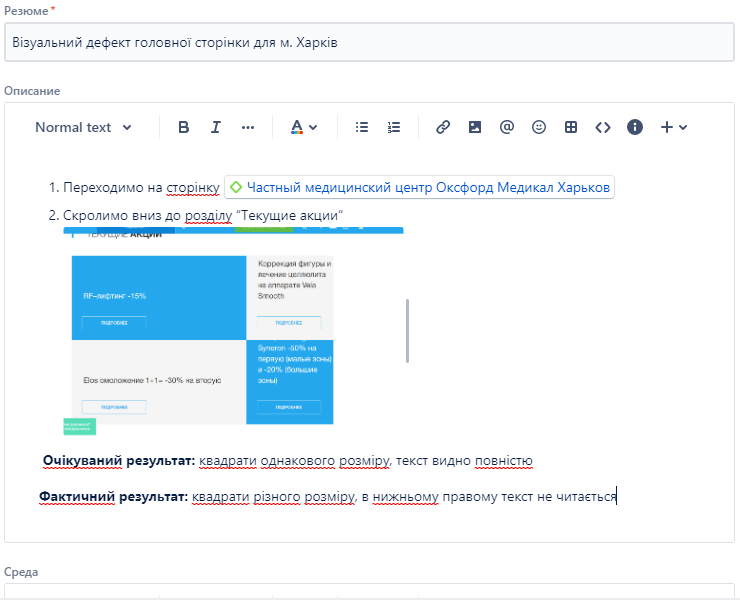 Резюме*
Візуальний дефект головної сторінки для м. Харків
Описание
Normal text B I ... A
1. Переходимо на сторінку Частный медицинский центр Оксфорд Медикал Харьков
2. Скролимо вниз до розділу “Текущие акции“
ТЕКУЩИЕ АКЦИИ
RF-лифтинг -15%
ПОДРОБНЕЕ
Коррекция фигуры и
лечение целлюлита
на аппарате Vela
Smooth
ПОДРОБНЕЕ
Elos омоложение 1+1= -30% на вторую
ПОДРОБНЕЕ
Syneron -50% на
первую (малые зоны)
и -20% (большие
зоны)
ПОДРОБНЕЕ
Очікуваний результат: квадрати однакового розміру, текст видно повністю
Фактичний результат: квадрати різного розміру, в нижньому правому текст не читається
Среда